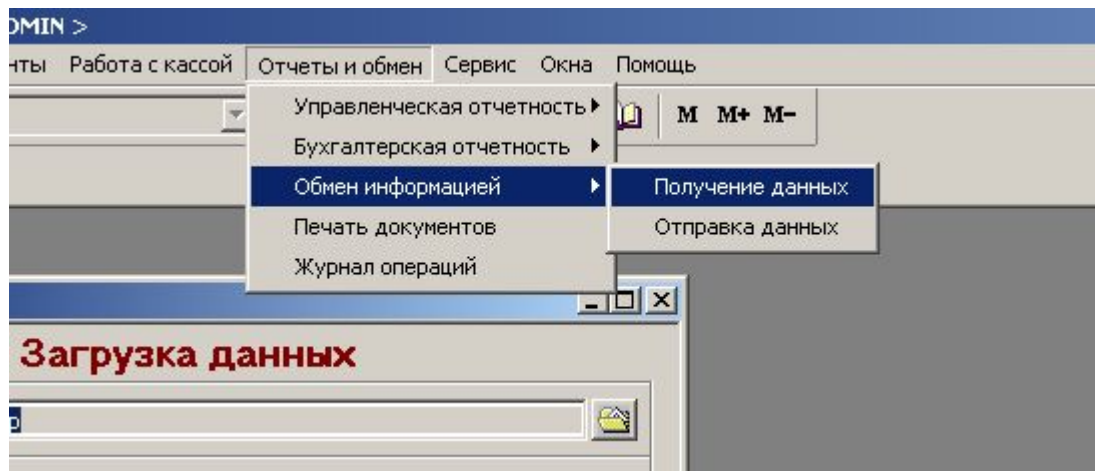 DMIN >
нты Работа с кассой Отчеты и обмен Сервис Окна Помощь
Управленческая отчетность
M M+ M-
Бухгалтерская отчетность
Обмен информацией
Получение данных
Печать документов
Отправка данных
Журнал операций
Загрузка данных